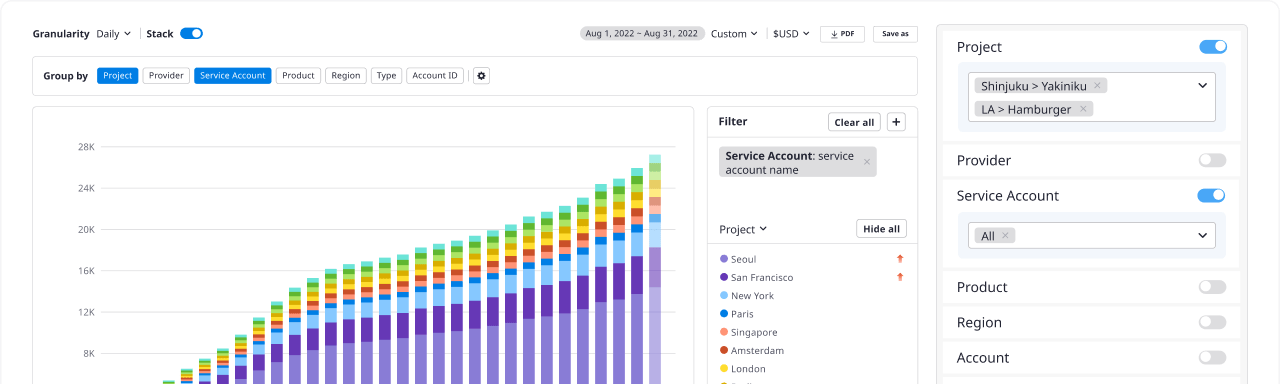 Granularity Daily Stack Aug 1, 2022 ~ Aug 31, 2022 Custom $USD PDF Save as
Group by Project Provider Service Account Product Region Type Account ID
28K
24K
20K
16K
12K
8K
Filter Clear all +
Service Account: service
account name ×
Project Hide all
Seoul
San Francisco
New York
Paris
Singapore
Amsterdam
London
Project
Shinjuku > Yakiniku ×
LA > Hamburger ×
Provider
Service Account
All ×
Product
Region
Account